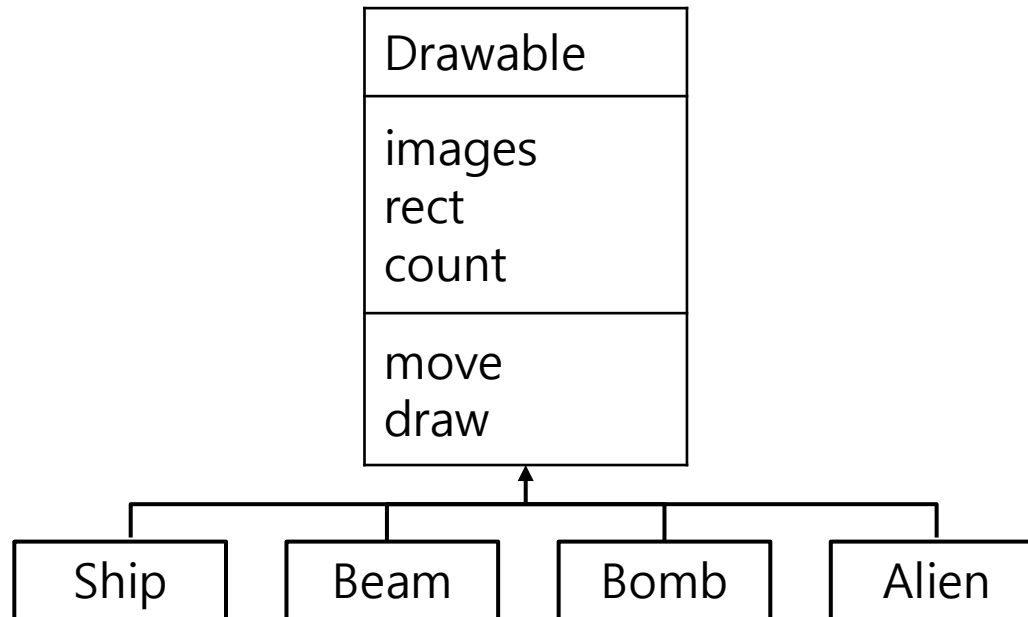 Drawable
images
rect
count
move
draw
Ship
Beam
Bomb
Alien